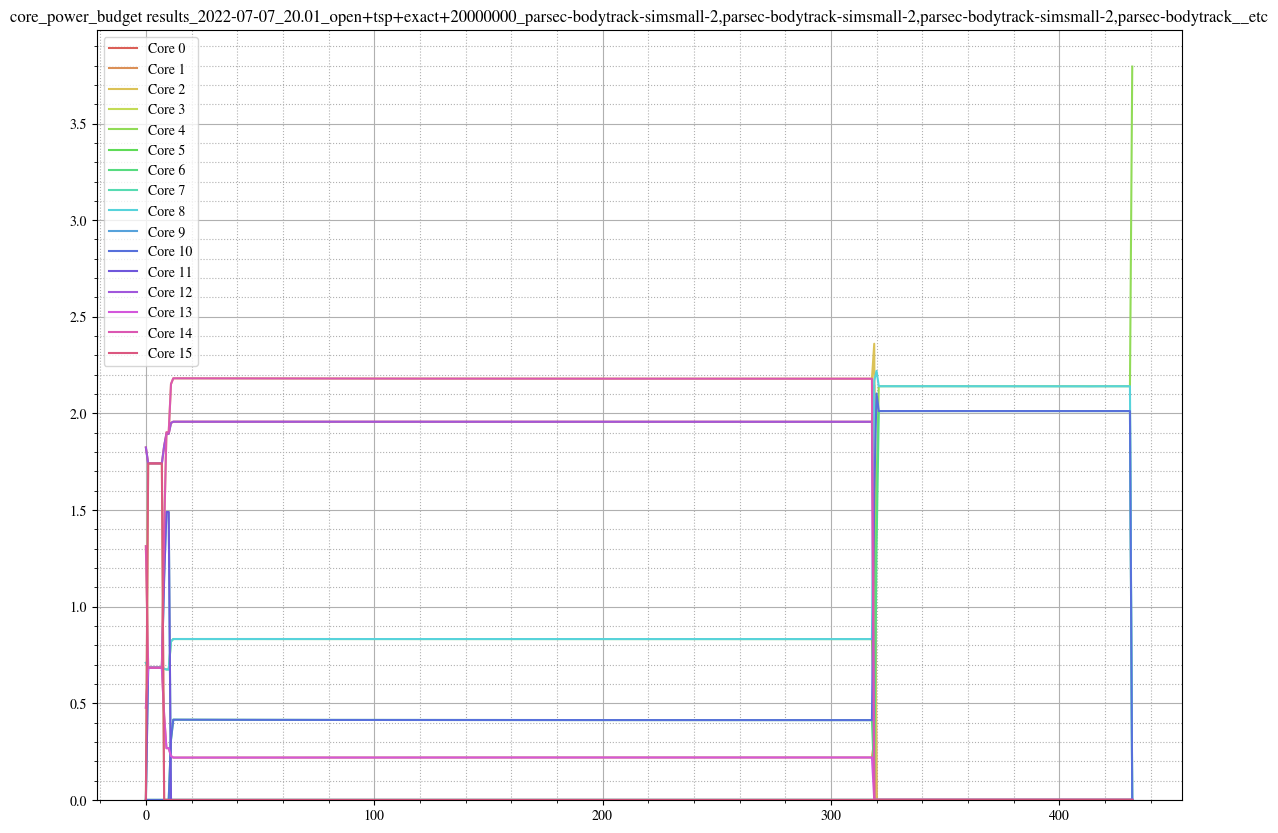 core_power_budget results_2022-07-07_20.01_open+tsp+exact+20000000_parsec-bodytrack-simsmall-2,parsec-bodytrack-simsmall-2,parsec-bodytrack-simsmall-2,parsec-bodytrack__etc
Core 0
Core 1
Core 2
Core 3
Core 4
Core 5
Core 6
Core 7
Core 8
Core 9
Core 10
Core 11
Core 12
Core 13
Core 14
Core 15
3.5
3.0
2.5
2.0
1.5
1.0
0.5
0.0
0
100
200
300
400